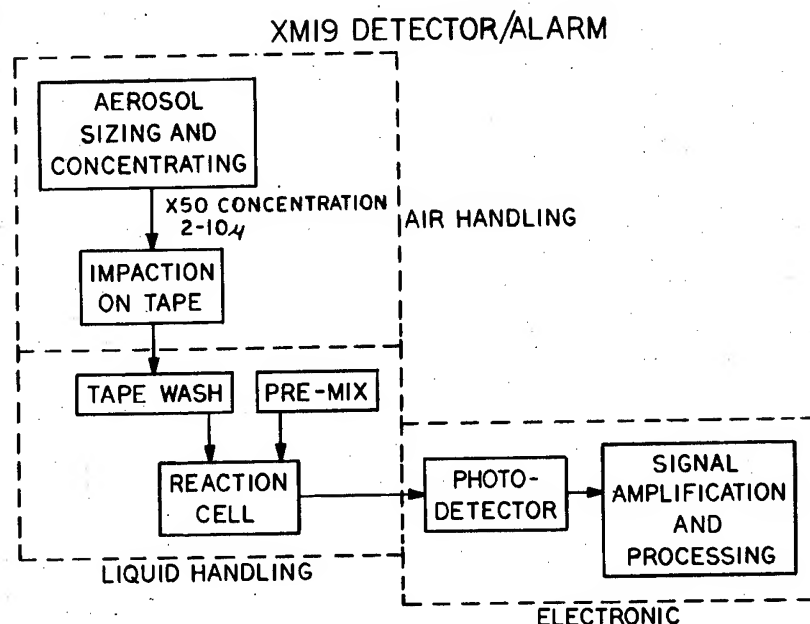 XM19 DETECTOR/ALARM
AEROSOL
SIZING AND
CONCENTRATING
X50 CONCENTRATION
2-10μ
AIR HANDLING
IMPACTION
ON TAPE
TAPE WASH
PRE-MIX
REACTION
CELL
PHOTO-
DETECTOR
SIGNAL
AMPLIFICATION
AND
PROCESSING
LIQUID HANDLING
ELECTRONIC